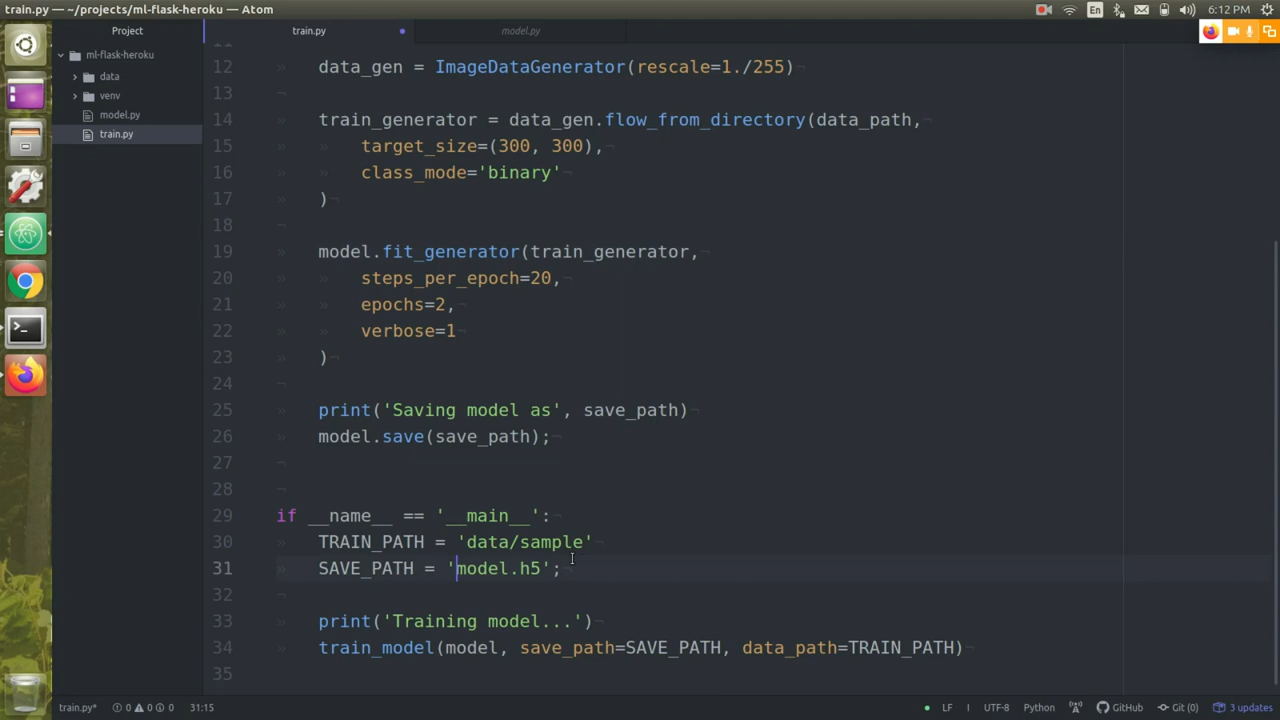 train.py — ~/projects/ml-flask-heroku — Atom
En
6:12 PM
Project
train.py
model.py
ml-flask-heroku
data
venv
model.py
train.py
11
12 data_gen = ImageDataGenerator(rescale=1./255)
13
14 train_generator = data_gen.flow_from_directory(data_path,
15 target_size=(300, 300),
16 class_mode='binary'
17 )
18
19 model.fit_generator(train_generator,
20 steps_per_epoch=20,
21 epochs=2,
22 verbose=1
23 )
24
25 print('Saving model as', save_path)
26 model.save(save_path);
27
28
29 if __name__ == '__main__':
30 TRAIN_PATH = 'data/sample'
31 SAVE_PATH = 'model.h5';
32
33 print('Training model...')
34 train_model(model, save_path=SAVE_PATH, data_path=TRAIN_PATH)
35
train.py* 0 0 0 31:15 LF UTF-8 Python GitHub Git (0) 3 updates